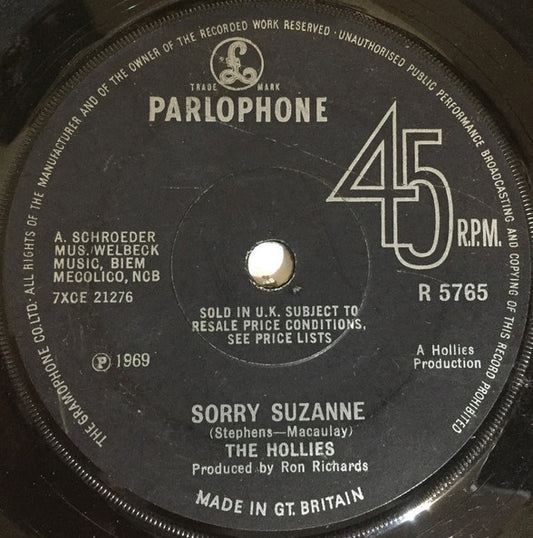 THE GRAMOPHONE CO.LTD. ALL RIGHTS OF THE MANUFACTURER AND OF THE OWNER OF THE RECORDED WORK RESERVED · UNAUTHORISED PUBLIC PERFORMANCE BROADCASTING AND COPYING OF THIS RECORD PROHIBITED
£
TRADE MARK
PARLOPHONE
45 R.P.M.
A. SCHROEDER
MUS./WELBECK
MUSIC, BIEM
MECOLICO, NCB
7XCE 21276
R 5765
SOLD IN U.K. SUBJECT TO
RESALE PRICE CONDITIONS,
SEE PRICE LISTS
Ⓟ 1969
A Hollies
Production
SORRY SUZANNE
(Stephens—Macaulay)
THE HOLLIES
Produced by Ron Richards
MADE IN GT. BRITAIN